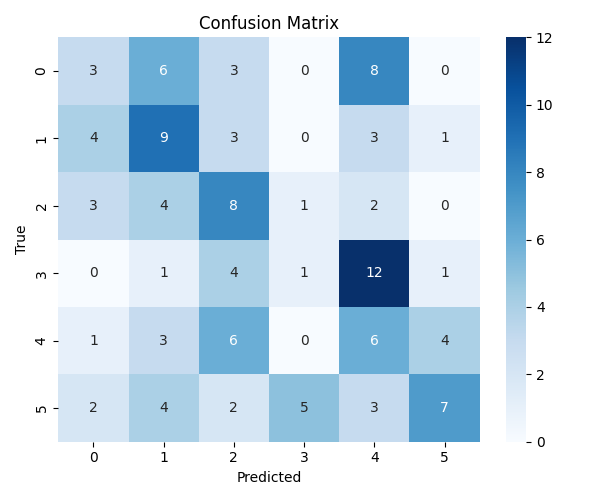 Confusion Matrix
True
0 3 6 3 0 8 0
1 4 9 3 0 3 1
2 3 4 8 1 2 0
3 0 1 4 1 12 1
4 1 3 6 0 6 4
5 2 4 2 5 3 7
0 1 2 3 4 5
Predicted
12
10
8
6
4
2
0